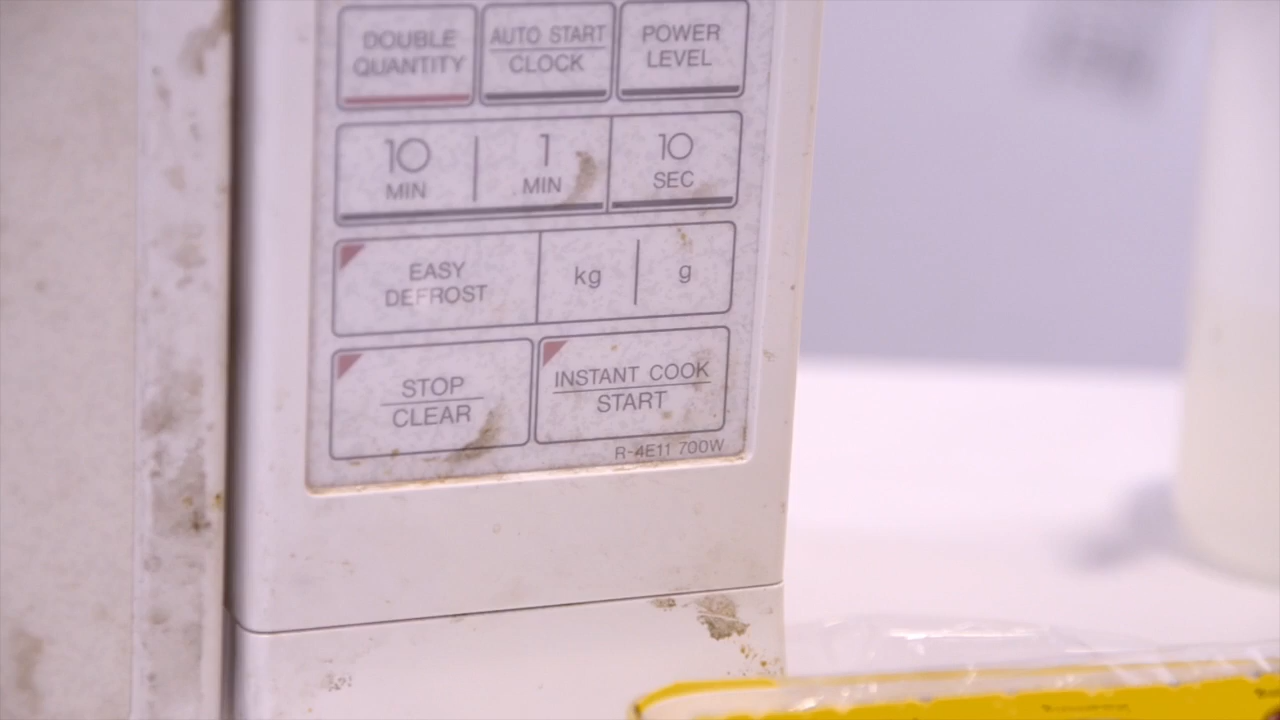 DOUBLE
QUANTITY
AUTO START
CLOCK
POWER
LEVEL
10
MIN
1
MIN
10
SEC
EASY
DEFROST
kg
g
STOP
CLEAR
INSTANT COOK
START
R-4E11 700W